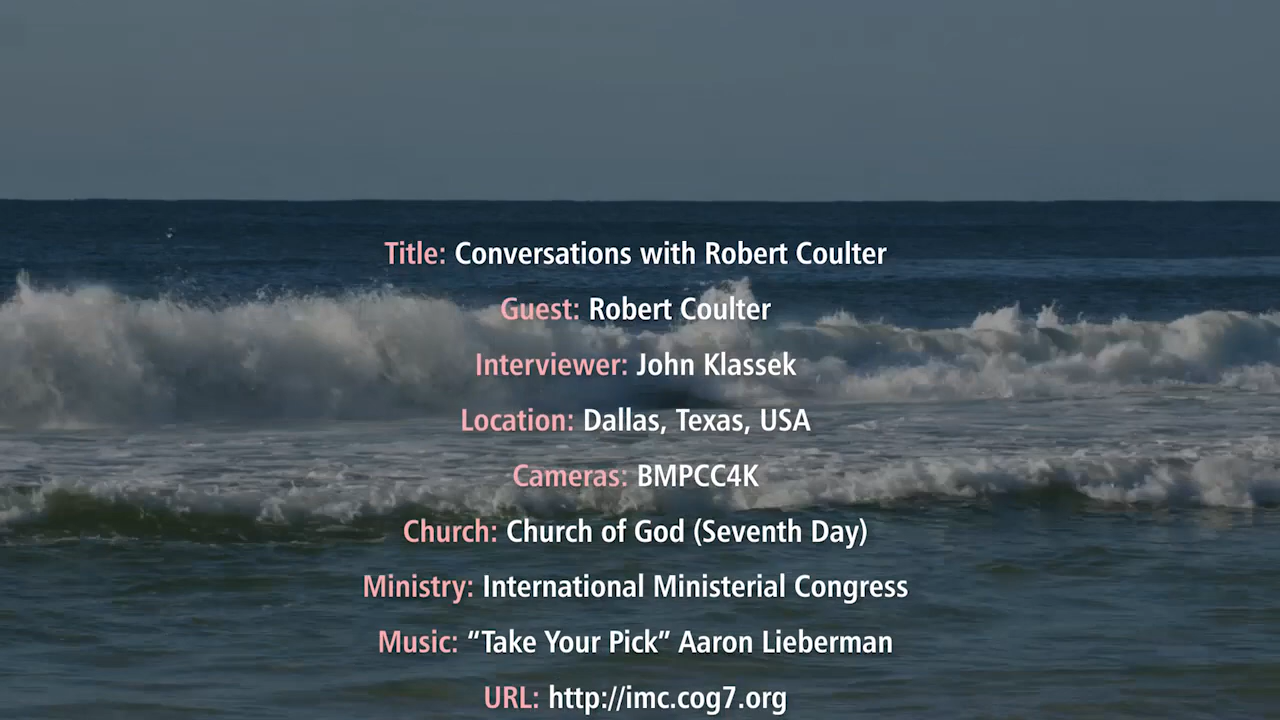 Title: Conversations with Robert Coulter
Guest: Robert Coulter
Interviewer: John Klassek
Location: Dallas, Texas, USA
Cameras: BMPCC4K
Church: Church of God (Seventh Day)
Ministry: International Ministerial Congress
Music: “Take Your Pick” Aaron Lieberman
URL: http://imc.cog7.org